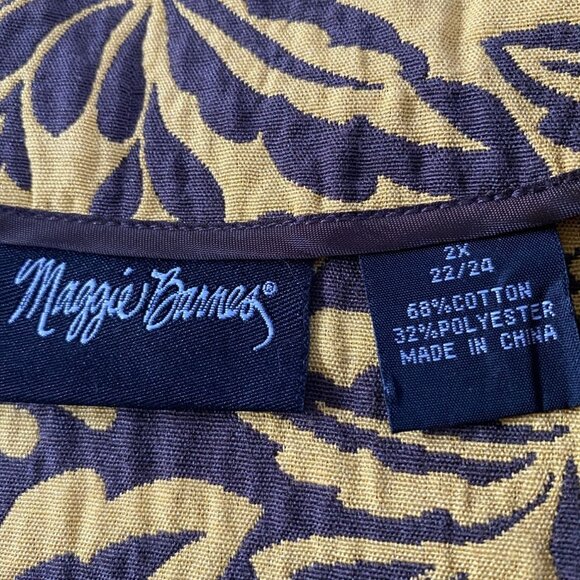 Maggie Barnes®
2X
22/24
68%COTTON
32%POLYESTER
MADE IN CHINA